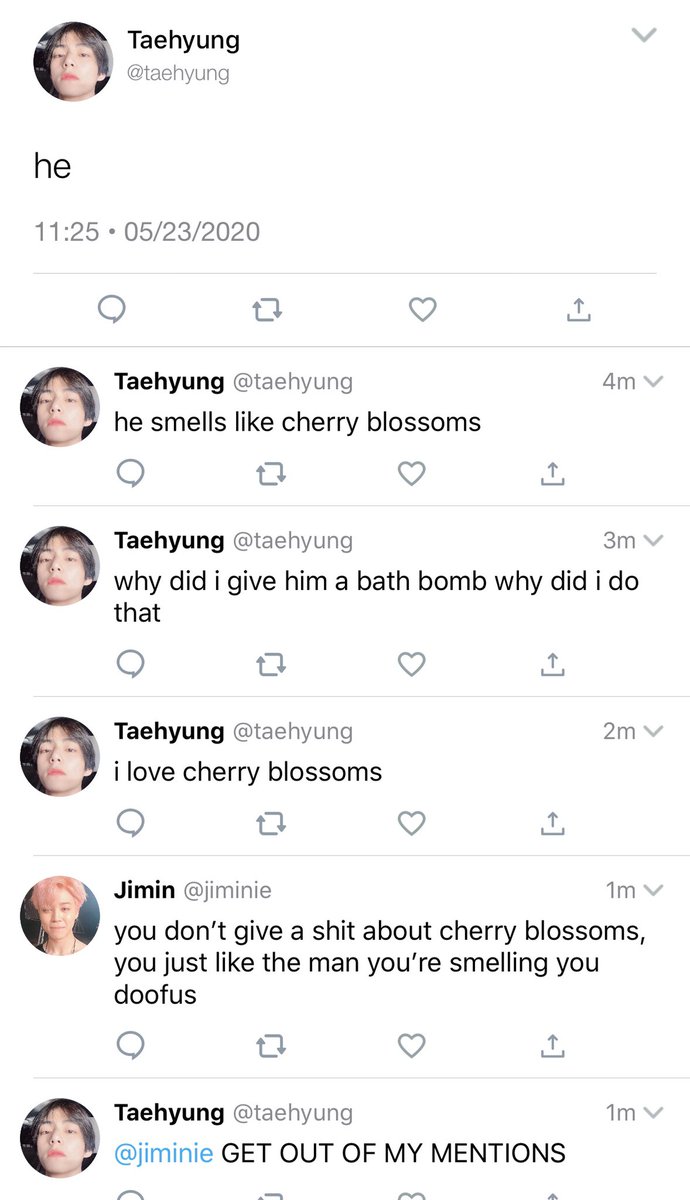 Taehyung
@taehyung
he
11:25 • 05/23/2020
Taehyung @taehyung 4m
he smells like cherry blossoms
Taehyung @taehyung 3m
why did i give him a bath bomb why did i do
that
Taehyung @taehyung 2m
i love cherry blossoms
Jimin @jiminie 1m
you don’t give a shit about cherry blossoms,
you just like the man you’re smelling you
doofus
Taehyung @taehyung 1m
@jiminie GET OUT OF MY MENTIONS